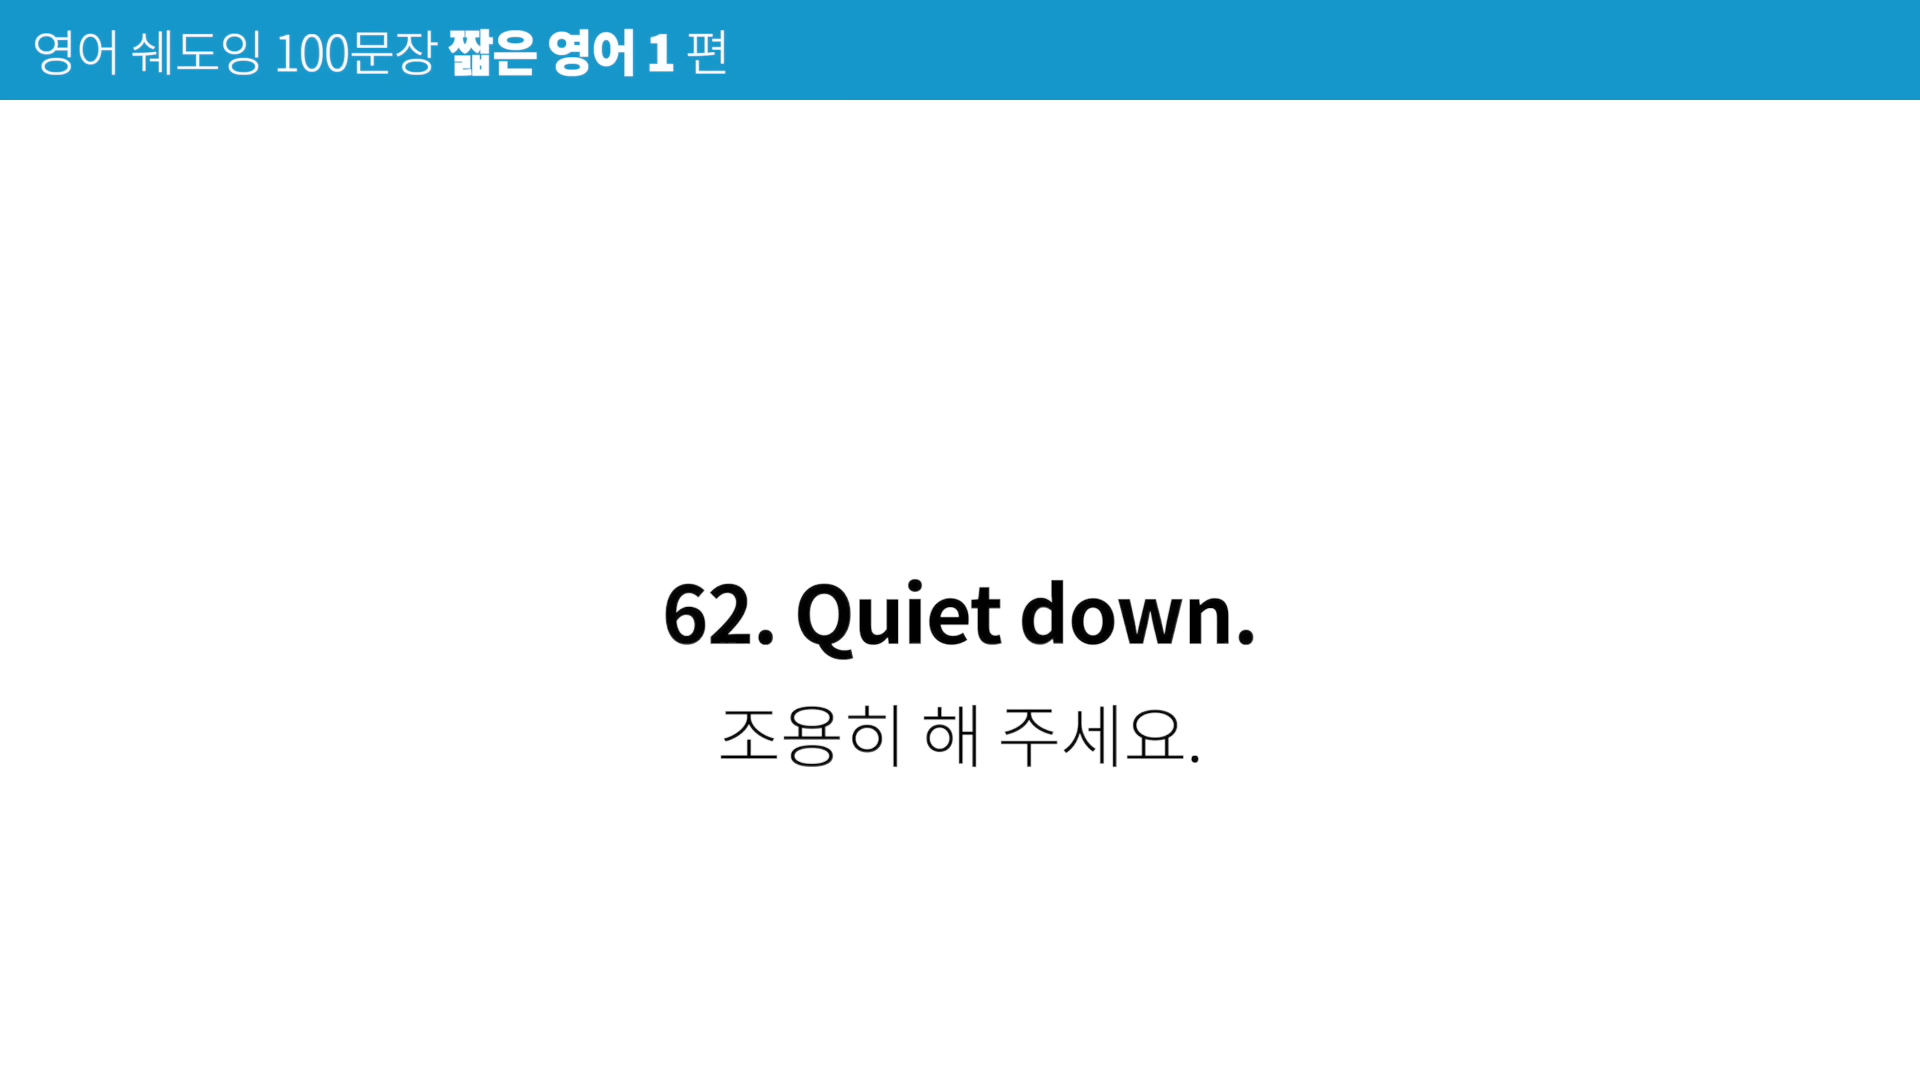 영어 쉐도잉 100문장 짧은 영어 1 편
62. Quiet down.
조용히 해 주세요.